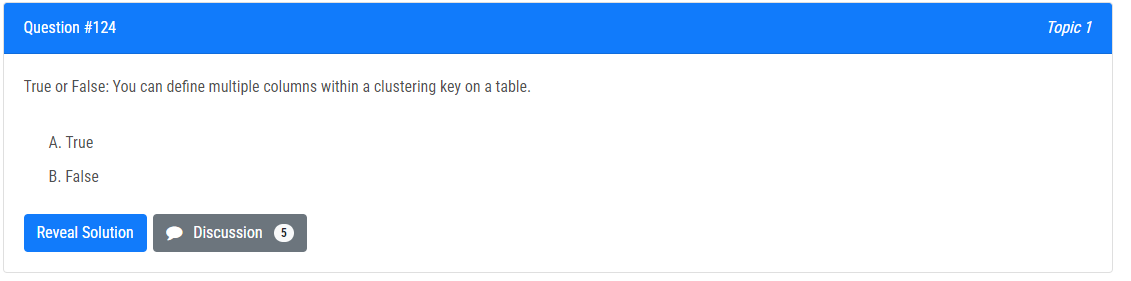 Question #124 Topic 1
True or False: You can define multiple columns within a clustering key on a table.
A. True
B. False
Reveal Solution Discussion 5